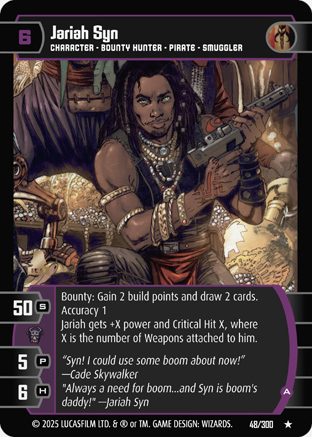 6
Jariah Syn
CHARACTER • BOUNTY HUNTER • PIRATE • SMUGGLER
50 S
5 P
6 H
Bounty: Gain 2 build points and draw 2 cards.
Accuracy 1
Jariah gets +X power and Critical Hit X, where
X is the number of Weapons attached to him.
“Syn! I could use some boom about now!”
—Cade Skywalker
"Always a need for boom...and Syn is boom's
daddy!" —Jariah Syn
A
© 2025 LUCASFILM LTD. & ® OR TM. GAME DESIGN: WIZARDS. 48/300 ★